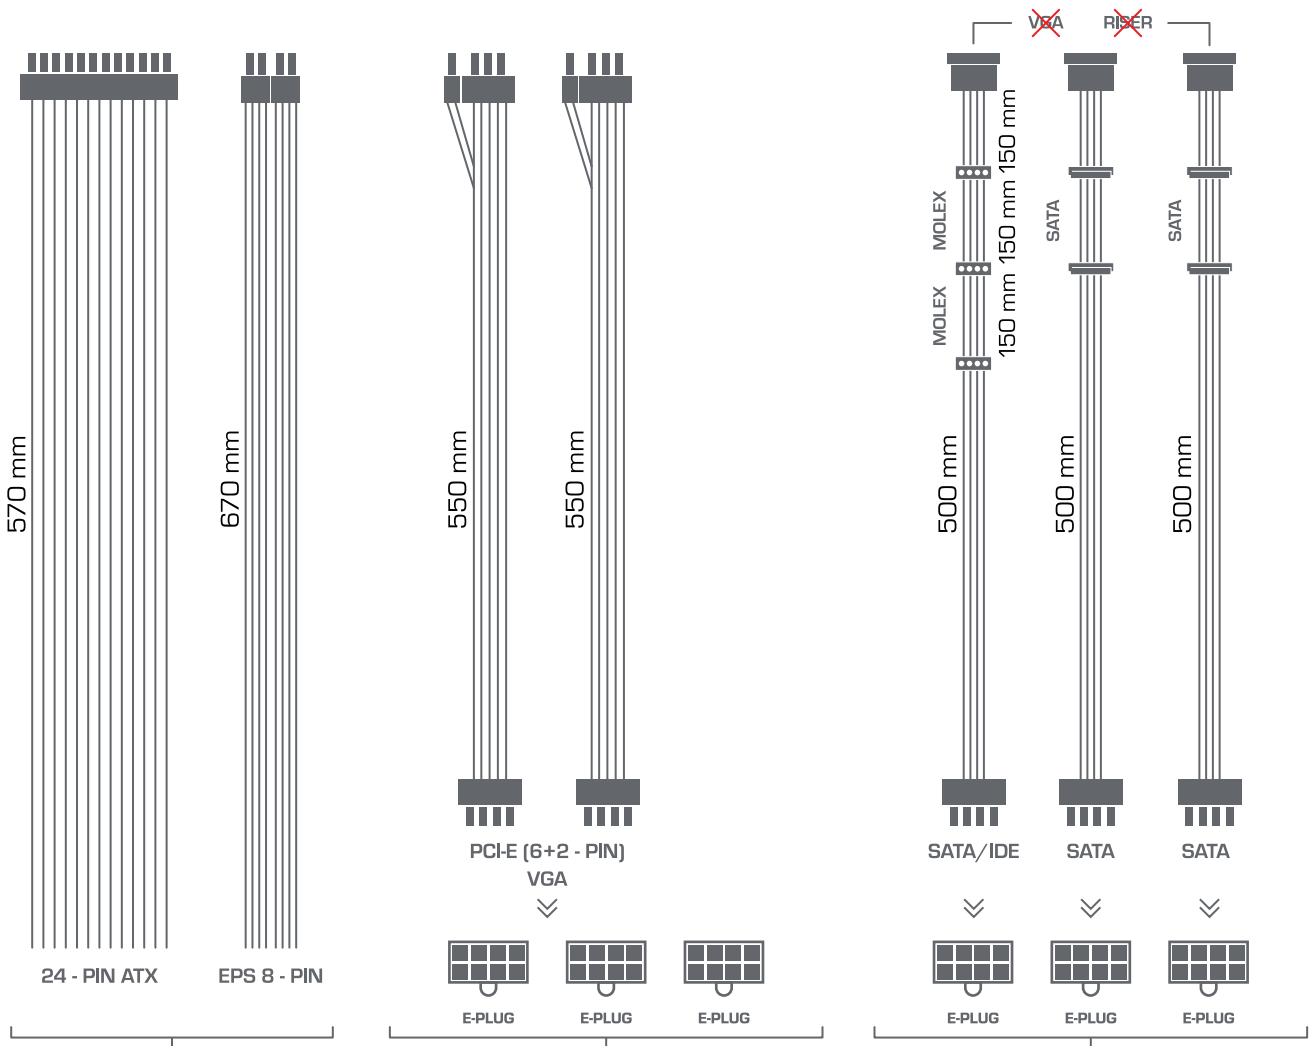 VGA RISER
150 mm
MOLEX
150 mm
SATA
SATA
MOLEX
150 mm
570 mm
670 mm
550 mm
550 mm
500 mm
500 mm
500 mm
PCI-E (6+2 - PIN)
VGA
SATA/IDE
SATA
SATA
24 - PIN ATX
EPS 8 - PIN
E-PLUG
E-PLUG
E-PLUG
E-PLUG
E-PLUG
E-PLUG